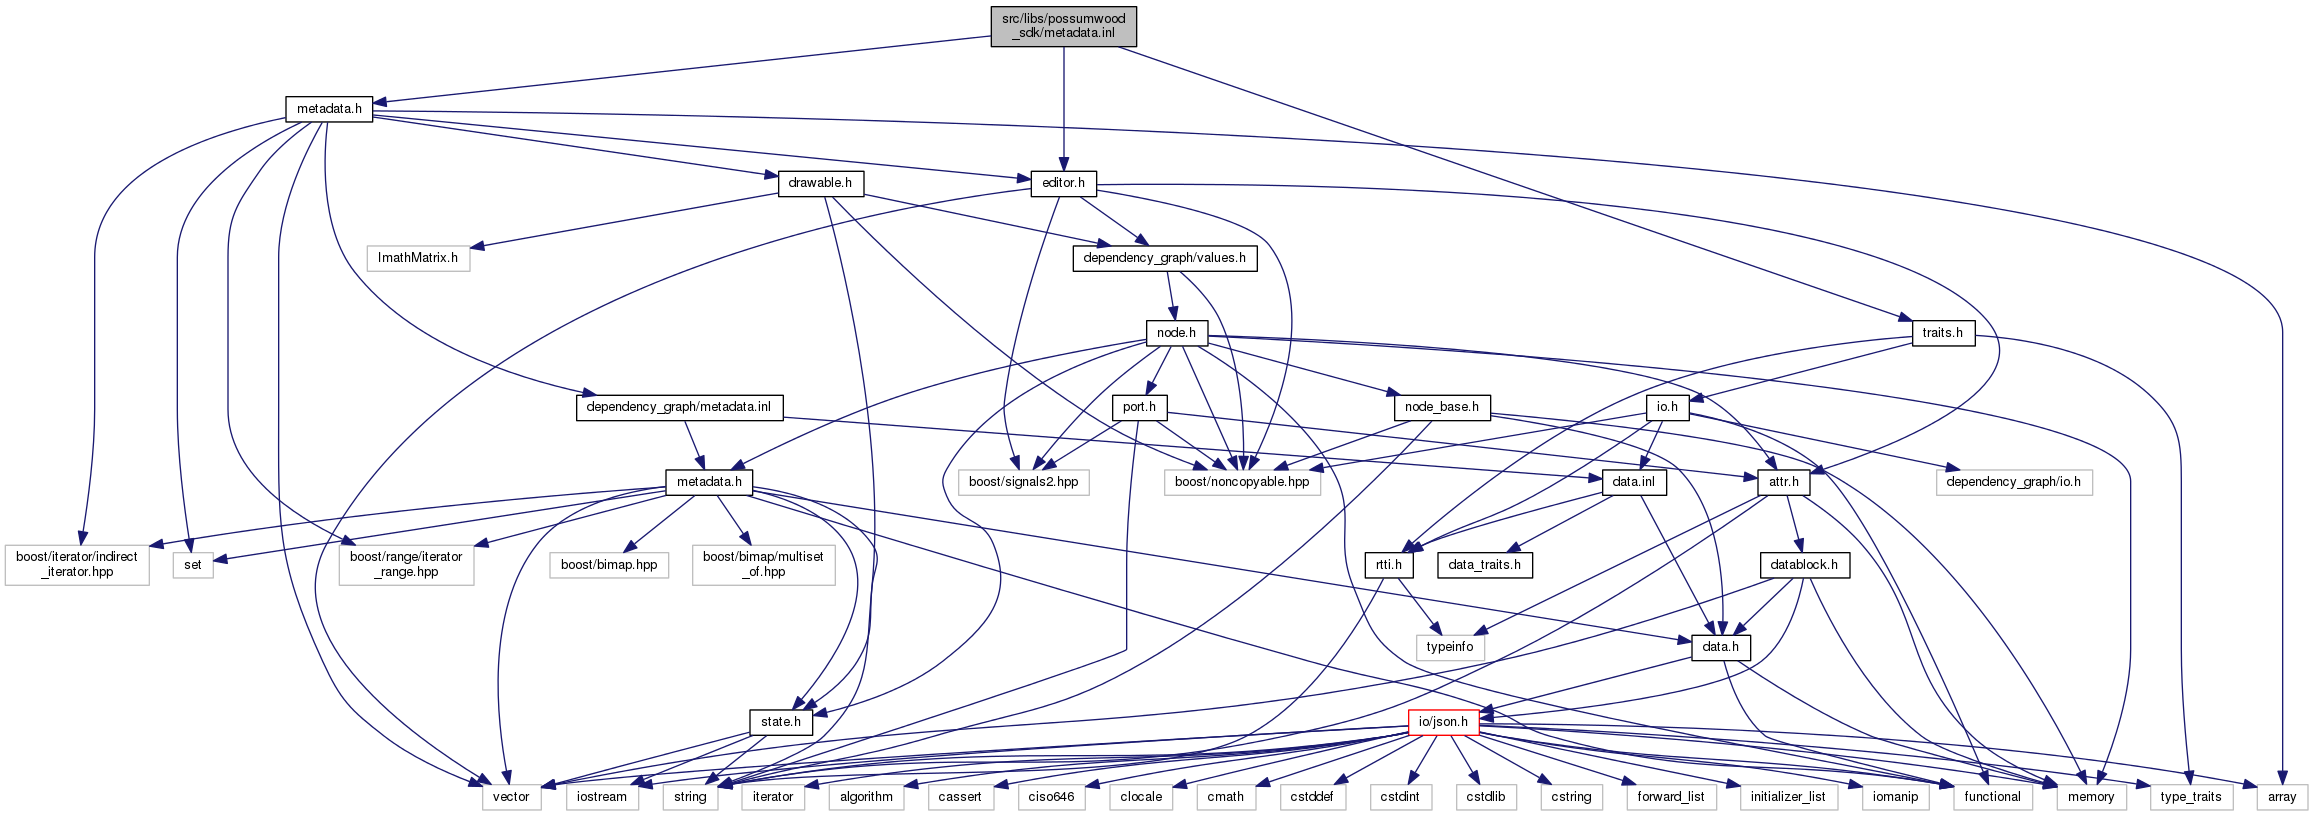 src/libs/possumwood
_sdk/metadata.inl
metadata.h
drawable.h
editor.h
ImathMatrix.h
dependency_graph/values.h
node.h
traits.h
dependency_graph/metadata.inl
port.h
node_base.h
io.h
metadata.h
boost/signals2.hpp
boost/noncopyable.hpp
data.inl
attr.h
dependency_graph/io.h
boost/iterator/indirect
_iterator.hpp
set
boost/range/iterator
_range.hpp
boost/bimap.hpp
boost/bimap/multiset
_of.hpp
rtti.h
data_traits.h
datablock.h
typeinfo
data.h
state.h
io/json.h
vector
iostream
string
iterator
algorithm
cassert
ciso646
clocale
cmath
cstddef
cstdint
cstdlib
cstring
forward_list
initializer_list
iomanip
functional
memory
type_traits
array